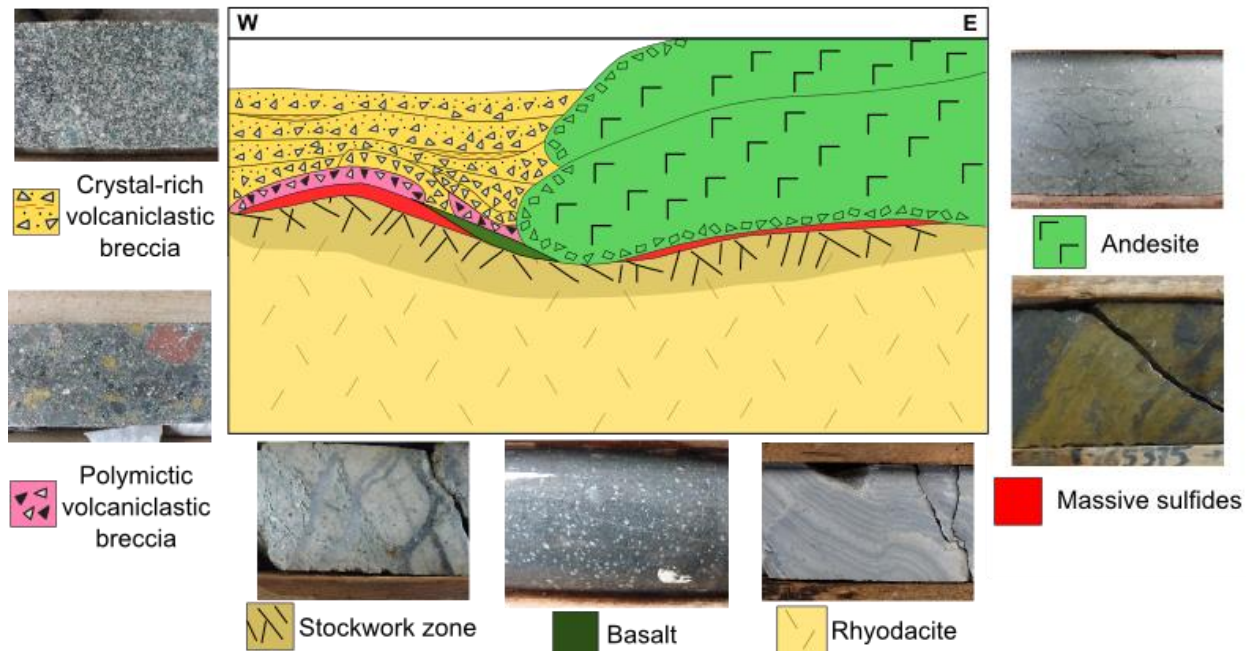 W
E
Crystal-rich
volcaniclastic
breccia
Andesite
Polymictic
volcaniclastic
breccia
Massive sulfides
Stockwork zone
Basalt
Rhyodacite